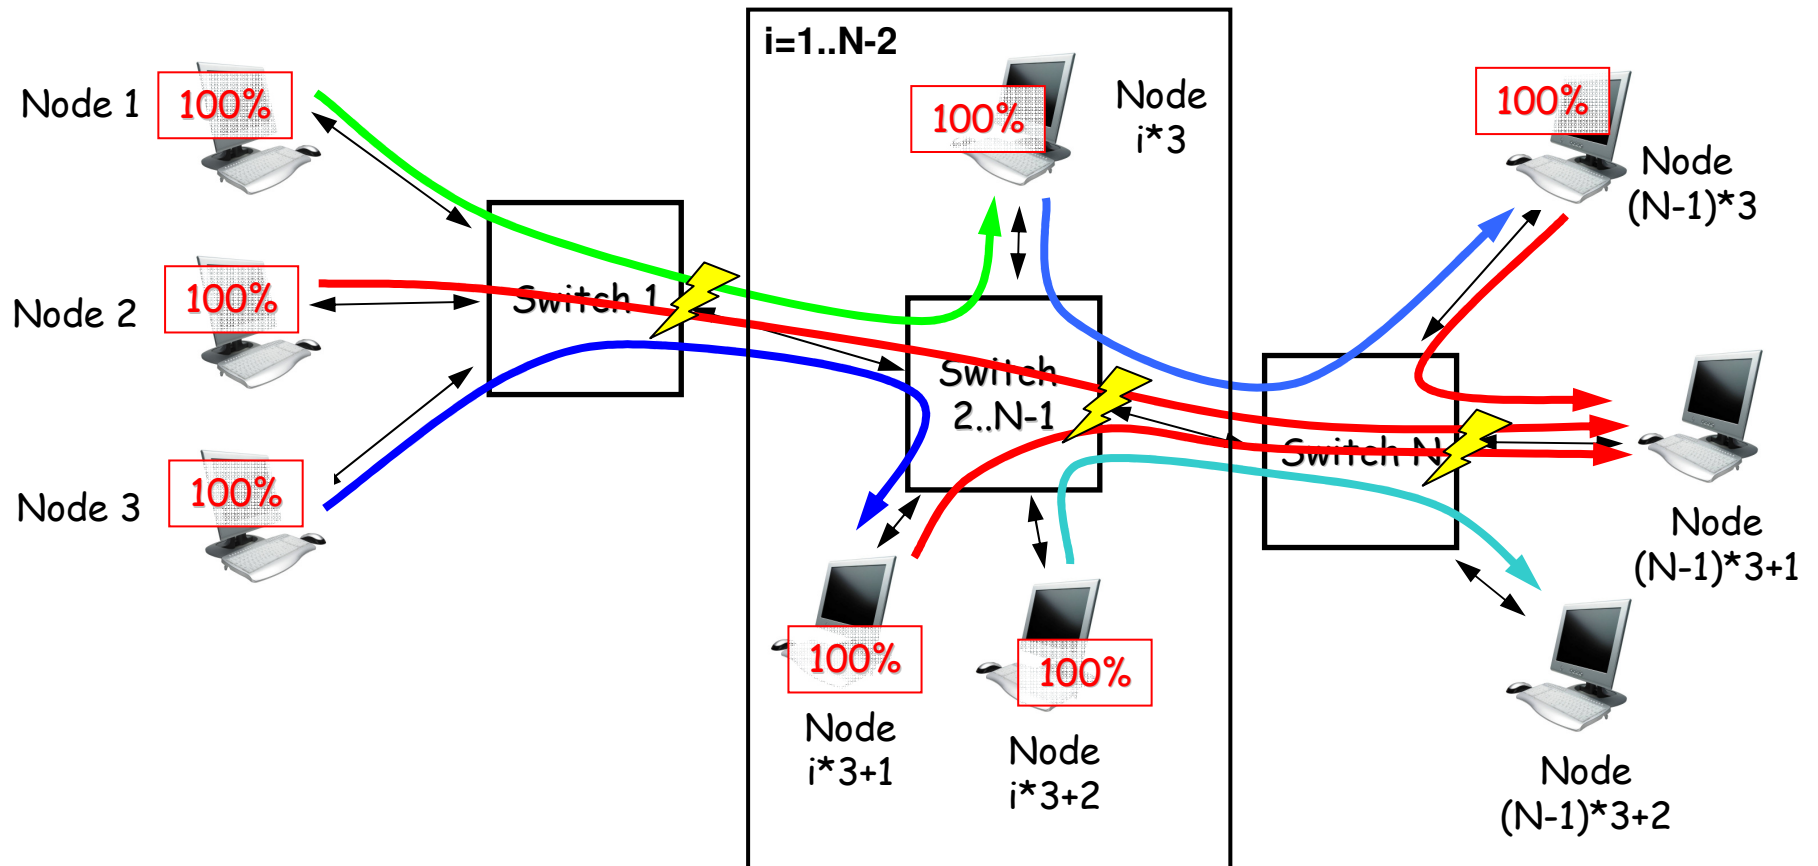 i=1..N-2
Node 1
100%
100%
Node
i*3
100%
Node
(N-1)*3
Node 2
100%
Switch 1
Switch
2..N-1
Switch N
Node 3
100%
Node
(N-1)*3+1
100%
100%
Node
i*3+1
Node
i*3+2
Node
(N-1)*3+2